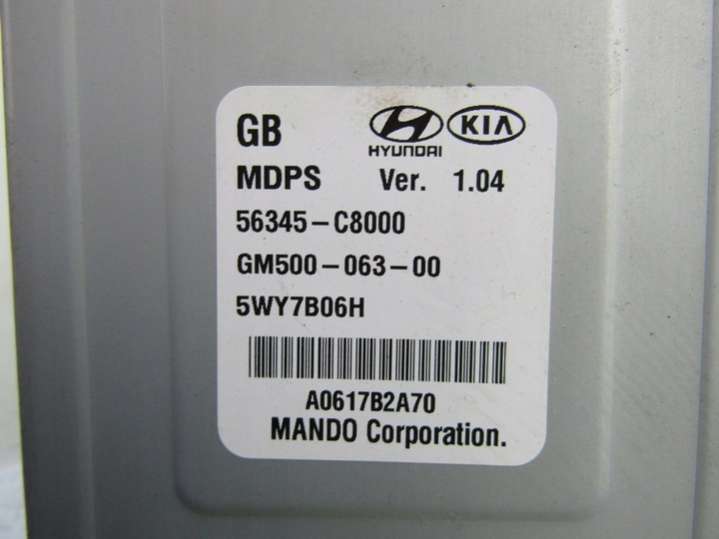 GB HYUNDAI KIA
MDPS Ver. 1.04
56345-C8000
GM500-063-00
5WY7B06H
A0617B2A70
MANDO Corporation.